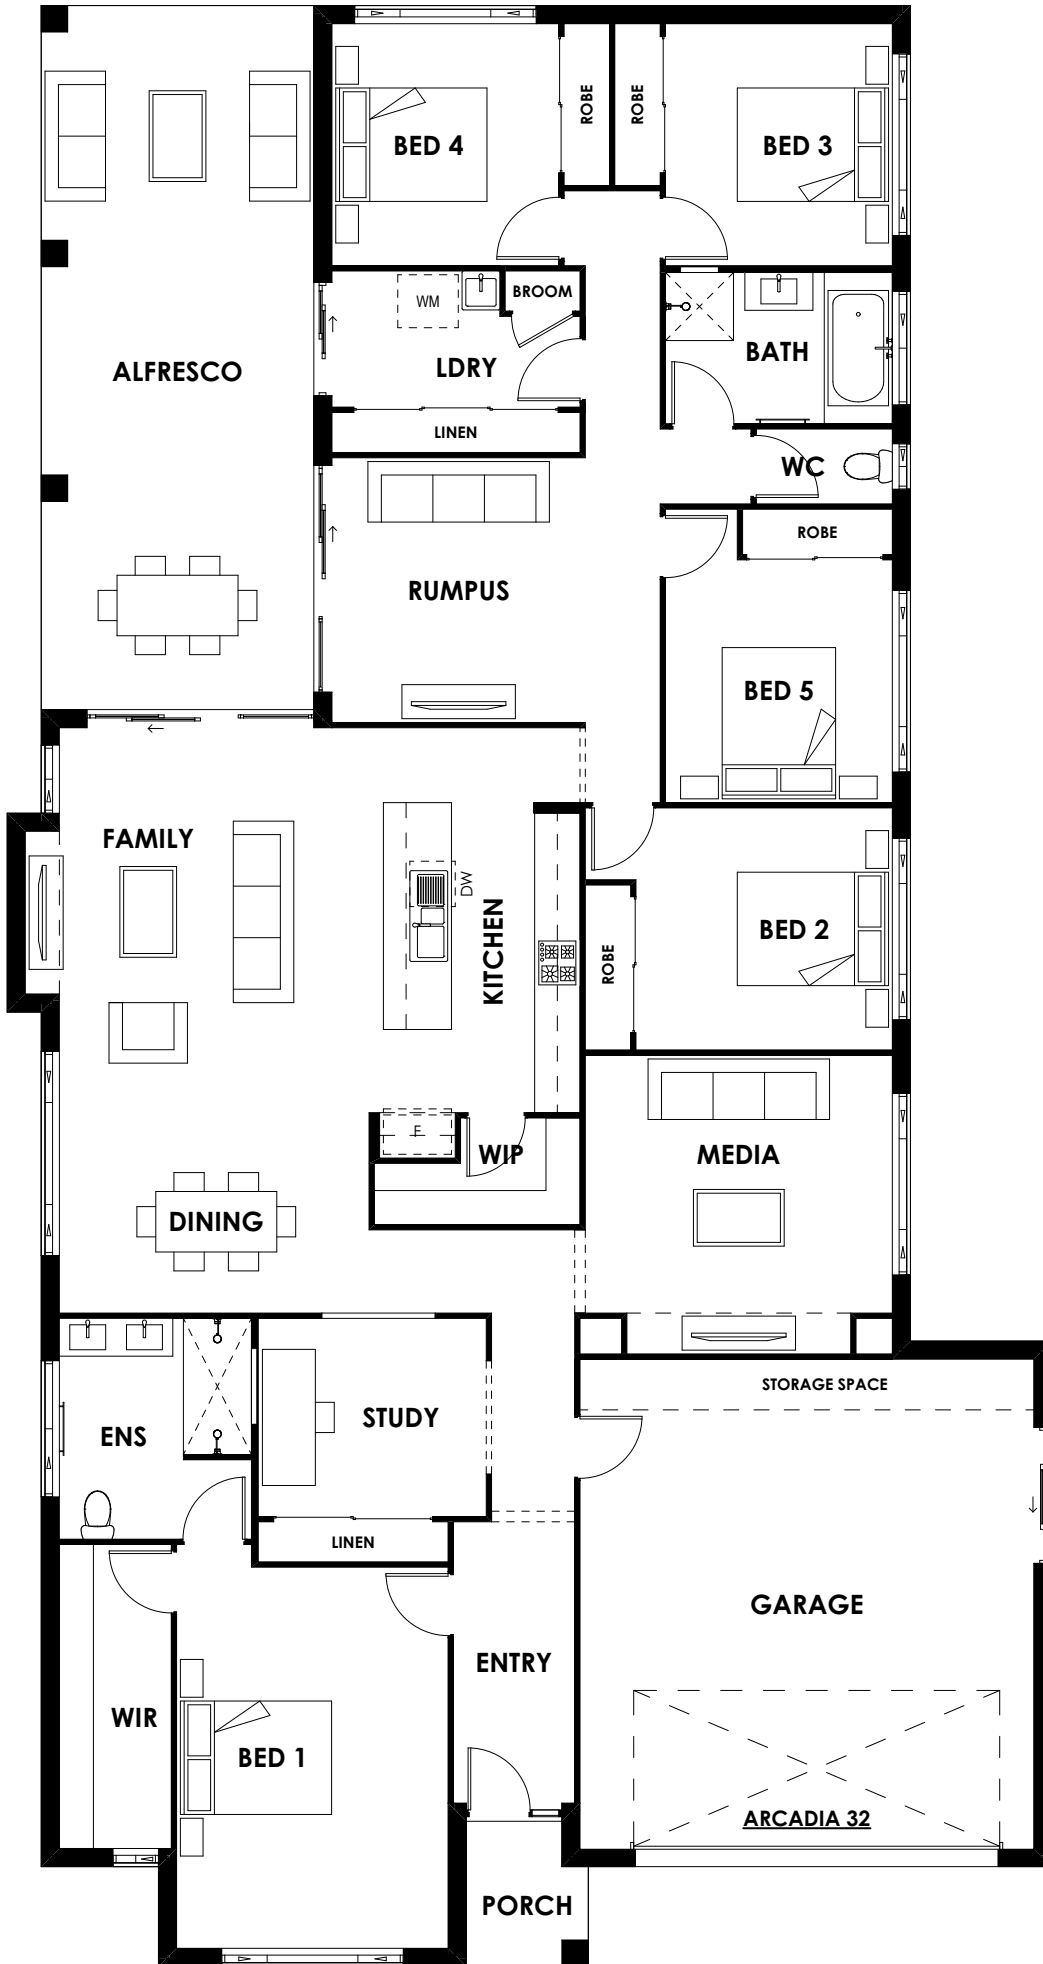 BED 4
ROBE
ROBE
BED 3
ALFRESCO
WM
BROOM
LDRY
LINEN
BATH
WC
ROBE
RUMPUS
BED 5
FAMILY
DW
KITCHEN
ROBE
BED 2
F
WIP
MEDIA
DINING
STORAGE SPACE
ENS
STUDY
LINEN
GARAGE
ENTRY
WIR
BED 1
ARCADIA 32
PORCH